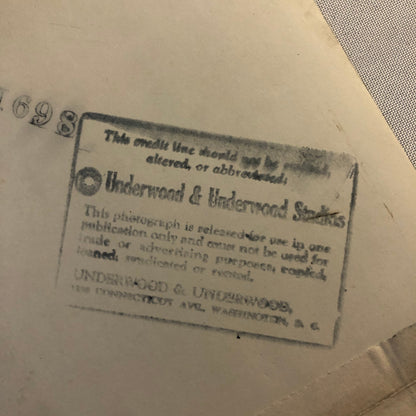 1698
This credit line should not be
altered, or abbreviated:
Underwood & Underwood Studios
This photograph is released for use in one
publication only and must not be used for
trade or advertising purposes, copied,
loaned, syndicated or rented.
UNDERWOOD & UNDERWOOD,
CONNECTICUT AVE., WASHINGTON, D. C.